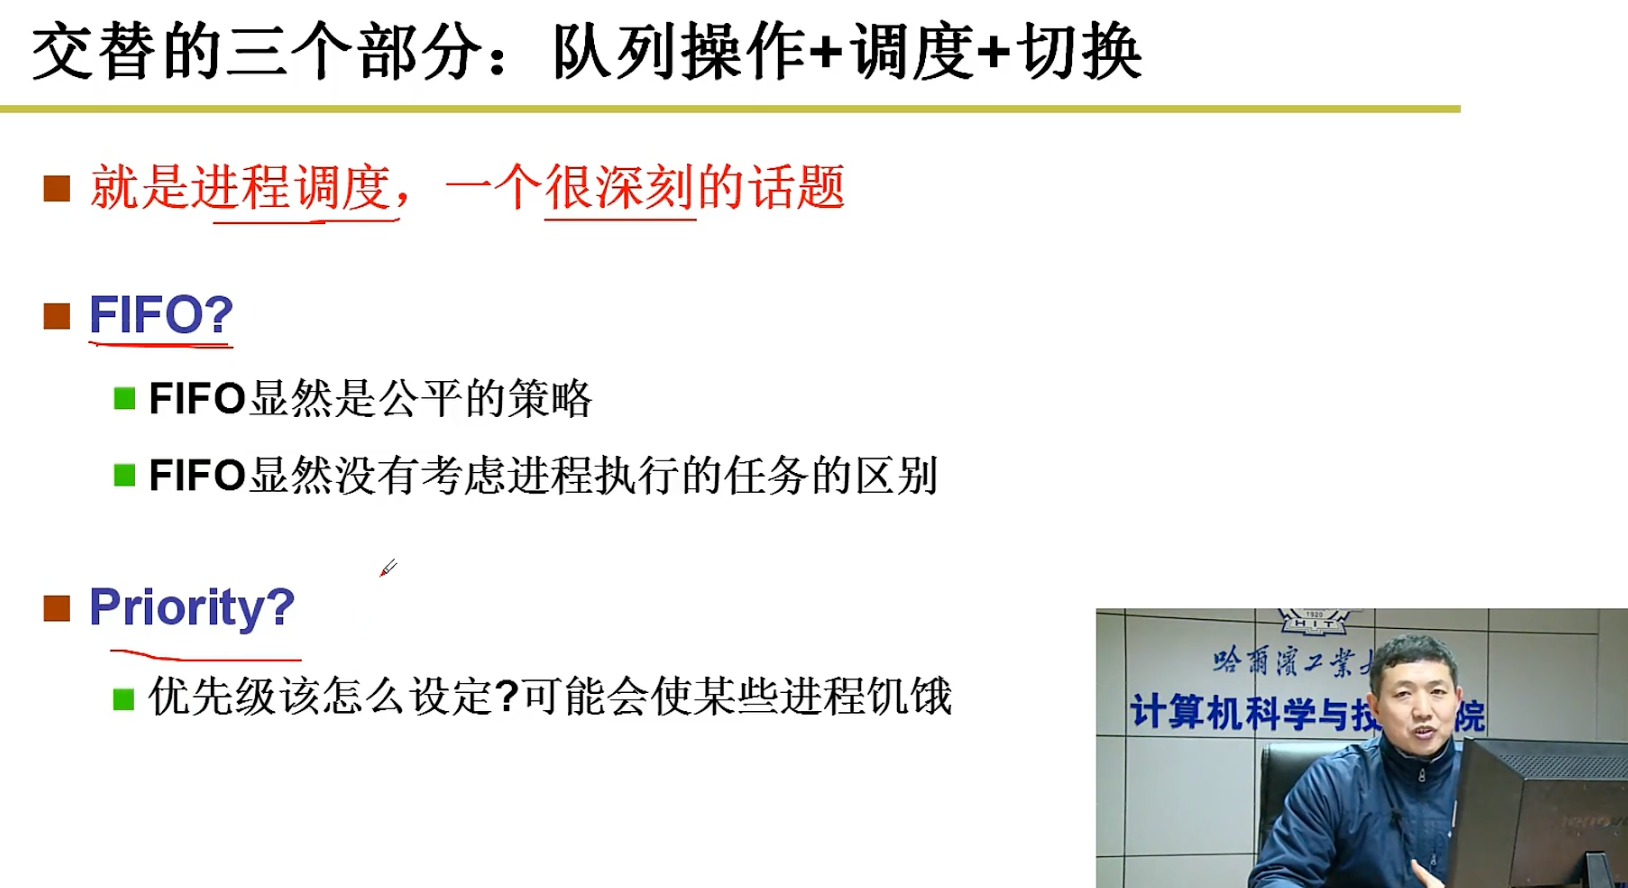 交替的三个部分：队列操作+调度+切换
就是进程调度，一个很深刻的话题
FIFO?
FIFO显然是公平的策略
FIFO显然没有考虑进程执行的任务的区别
Priority?
优先级该怎么设定?可能会使某些进程饥饿
1920
HIT
哈爾濱工業
计算机科学与技
院